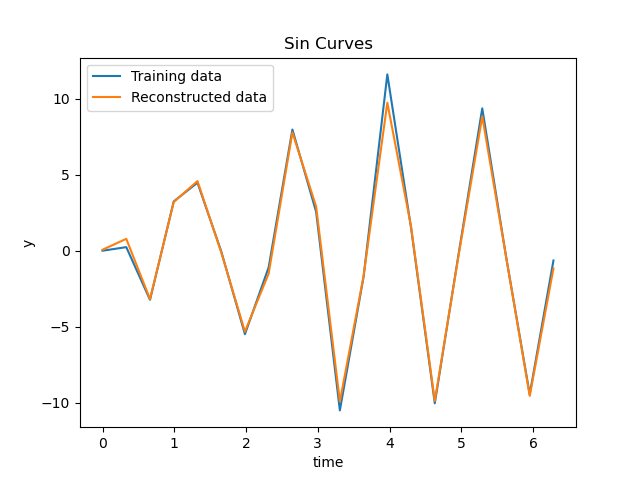 Sin Curves
Training data
Reconstructed data
10
5
0
−5
−10
y
0 1 2 3 4 5 6
time